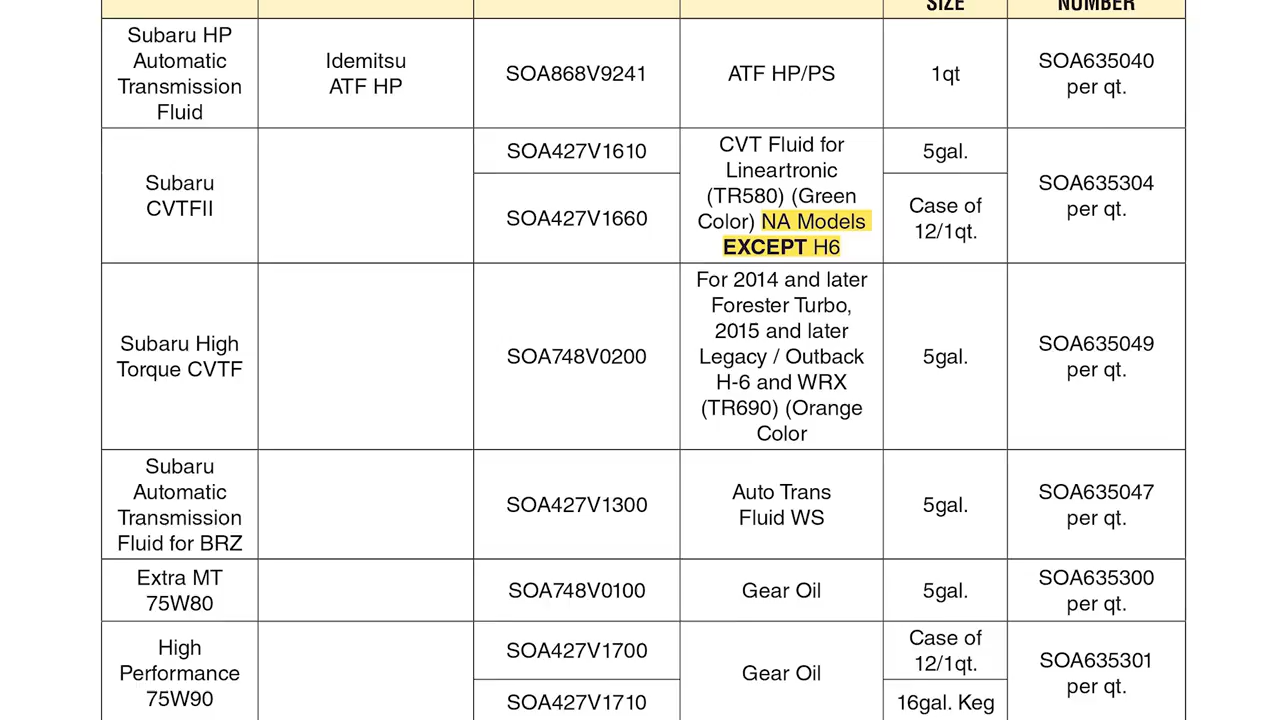 SIZE
NUMBER
Subaru HP
Automatic
Transmission
Fluid
Idemitsu
ATF HP
SOA868V9241
ATF HP/PS
1qt
SOA635040
per qt.
Subaru
CVTFII
SOA427V1610
SOA427V1660
CVT Fluid for
Lineartronic
(TR580) (Green
Color) NA Models
EXCEPT H6
5gal.
Case of
12/1qt.
SOA635304
per qt.
Subaru High
Torque CVTF
SOA748V0200
For 2014 and later
Forester Turbo,
2015 and later
Legacy / Outback
H-6 and WRX
(TR690) (Orange
Color
5gal.
SOA635049
per qt.
Subaru
Automatic
Transmission
Fluid for BRZ
SOA427V1300
Auto Trans
Fluid WS
5gal.
SOA635047
per qt.
Extra MT
75W80
SOA748V0100
Gear Oil
5gal.
SOA635300
per qt.
High
Performance
75W90
SOA427V1700
SOA427V1710
Gear Oil
Case of
12/1qt.
16gal. Keg
SOA635301
per qt.